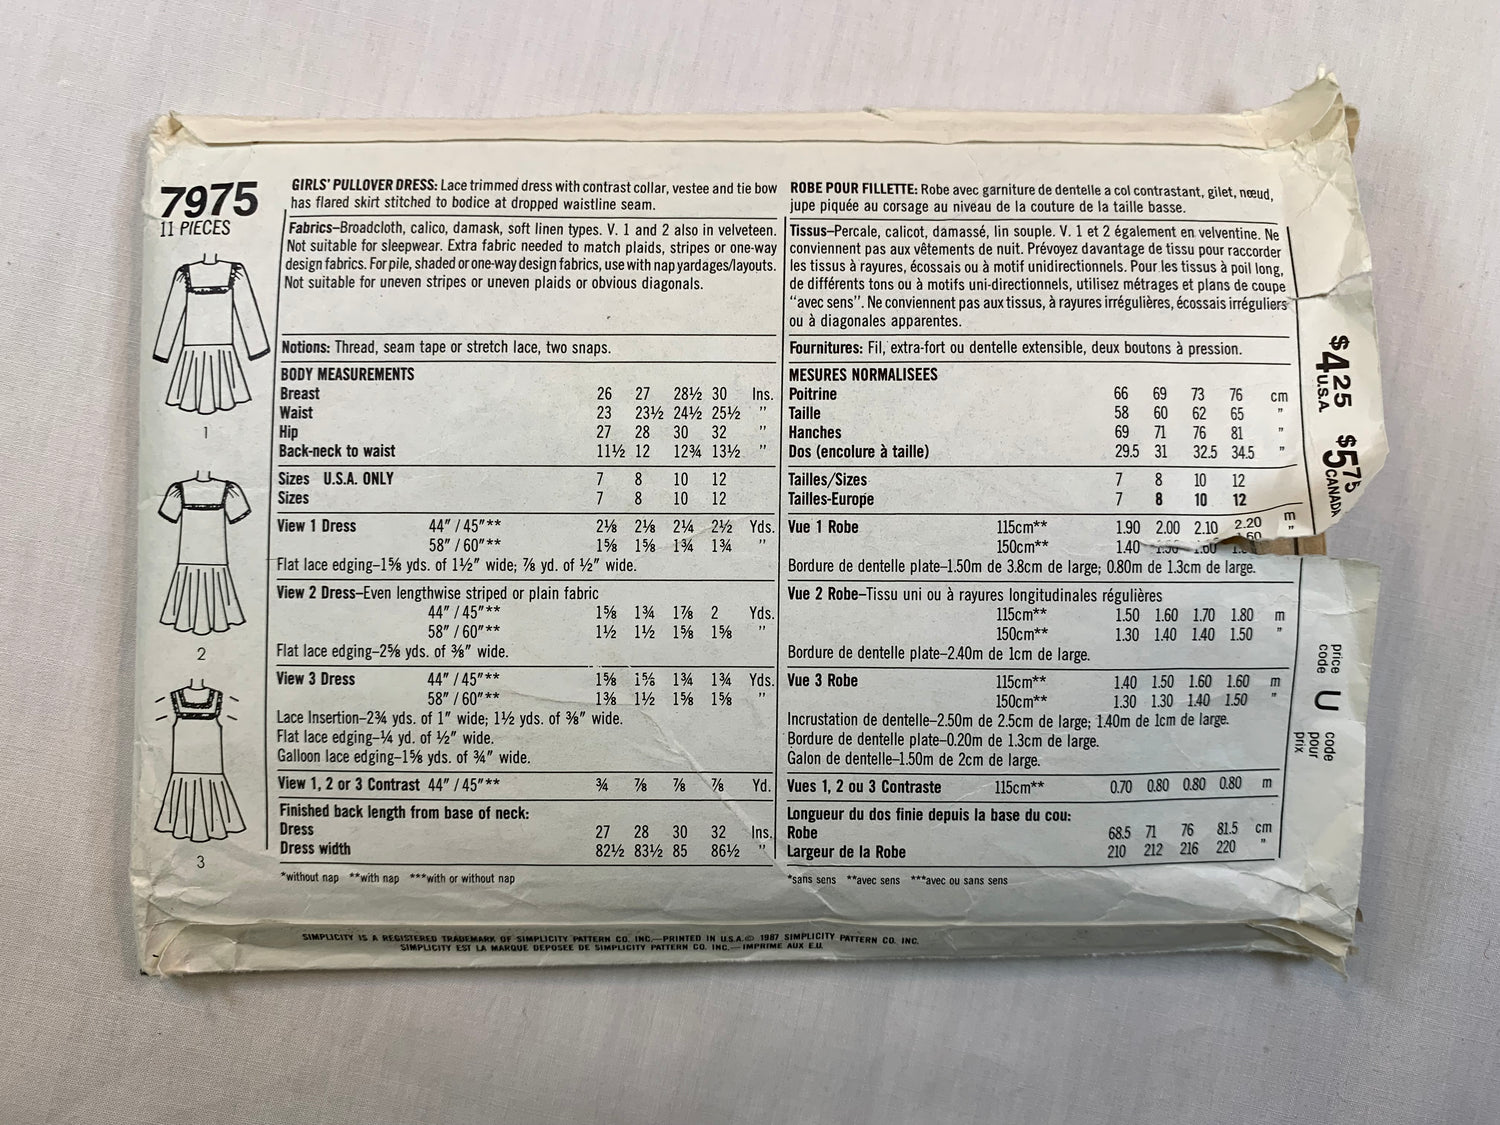 7975
11 PIECES
1
2
3
GIRLS' PULLOVER DRESS: Lace trimmed dress with contrast collar, vestee and tie bow
has flared skirt stitched to bodice at dropped waistline seam.
Fabrics–Broadcloth, calico, damask, soft linen types. V. 1 and 2 also in velveteen.
Not suitable for sleepwear. Extra fabric needed to match plaids, stripes or one-way
design fabrics. For pile, shaded or one-way design fabrics, use with nap yardages/layouts.
Not suitable for uneven stripes or uneven plaids or obvious diagonals.
Notions: Thread, seam tape or stretch lace, two snaps.
BODY MEASUREMENTS
Breast 26 27 28½ 30 Ins.
Waist 23 23½ 24½ 25½ "
Hip 27 28 30 32 "
Back-neck to waist 11½ 12 12¾ 13½ "
Sizes U.S.A. ONLY 7 8 10 12
Sizes 7 8 10 12
View 1 Dress 44" / 45"** 2⅛ 2⅛ 2¼ 2½ Yds.
58" / 60"** 1⅝ 1⅝ 1¾ 1¾ "
Flat lace edging–1⅝ yds. of 1½" wide; ⅞ yd. of ½" wide.
View 2 Dress–Even lengthwise striped or plain fabric
44" / 45"** 1⅝ 1¾ 1⅞ 2 Yds.
58" / 60"** 1½ 1½ 1⅝ 1⅝ "
Flat lace edging–2⅝ yds. of ⅜" wide.
View 3 Dress 44" / 45"** 1⅝ 1⅝ 1¾ 1¾ Yds.
58" / 60"** 1⅜ 1½ 1⅝ 1⅝ "
Lace Insertion–2¾ yds. of 1" wide; 1½ yds. of ⅜" wide.
Flat lace edging–¼ yd. of ½" wide.
Galloon lace edging–1⅝ yds. of ¾" wide.
View 1, 2 or 3 Contrast 44" / 45"** ¾ ⅞ ⅞ ⅞ Yd.
Finished back length from base of neck:
Dress 27 28 30 32 Ins.
Dress width 82½ 83½ 85 86½ "
*without nap **with nap ***with or without nap
ROBE POUR FILLETTE: Robe avec garniture de dentelle a col contrastant, gilet, nœud,
jupe piquée au corsage au niveau de la couture de la taille basse.
Tissus–Percale, calicot, damassé, lin souple. V. 1 et 2 également en velventine. Ne
conviennent pas aux vêtements de nuit. Prévoyez davantage de tissu pour raccorder
les tissus à rayures, écossais ou à motif unidirectionnels. Pour les tissus à poil long,
de différents tons ou à motifs uni-directionnels, utilisez métrages et plans de coupe
"avec sens". Ne conviennent pas aux tissus, à rayures irrégulières, écossais irréguliers
ou à diagonales apparentes.
Fournitures: Fil, extra-fort ou dentelle extensible, deux boutons à pression.
MESURES NORMALISEES
Poitrine 66 69 73 76 cm
Taille 58 60 62 65 "
Hanches 69 71 76 81 "
Dos (encolure à taille) 29.5 31 32.5 34.5 "
Tailles/Sizes 7 8 10 12
Tailles-Europe 7 8 10 12
Vue 1 Robe 115cm** 1.90 2.00 2.10 2.20 m
150cm** 1.40 "
Bordure de dentelle plate–1.50m de 3.8cm de large; 0.80m de 1.3cm de large.
Vue 2 Robe–Tissu uni ou à rayures longitudinales régulières
115cm** 1.50 1.60 1.70 1.80 m
150cm** 1.30 1.40 1.40 1.50 "
Bordure de dentelle plate–2.40m de 1cm de large.
Vue 3 Robe 115cm** 1.40 1.50 1.60 1.60 m
150cm** 1.30 1.30 1.40 1.50 "
Incrustation de dentelle–2.50m de 2.5cm de large; 1.40m de 1cm de large.
Bordure de dentelle plate–0.20m de 1.3cm de large.
Galon de dentelle–1.50m de 2cm de large.
Vues 1, 2 ou 3 Contraste 115cm** 0.70 0.80 0.80 0.80 m
Longueur du dos finie depuis la base du cou:
Robe 68.5 71 76 81.5 cm
Largeur de la Robe 210 212 216 220 "
*sans sens **avec sens ***avec ou sans sens
$4.25 U.S.A.
$5.75 CANADA
price
code
U
code
pour
prix
SIMPLICITY IS A REGISTERED TRADEMARK OF SIMPLICITY PATTERN CO. INC.—PRINTED IN U.S.A.© 1987 SIMPLICITY PATTERN CO. INC.
SIMPLICITY EST LA MARQUE DEPOSEE DE SIMPLICITY PATTERN CO. INC.—IMPRIME AUX E.U.